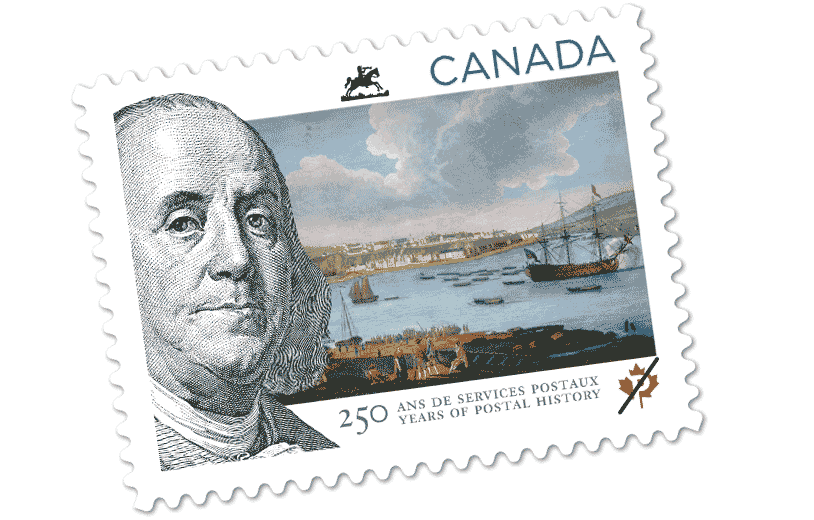 CANADA
250 ANS DE SERVICES POSTAUX
YEARS OF POSTAL HISTORY
P